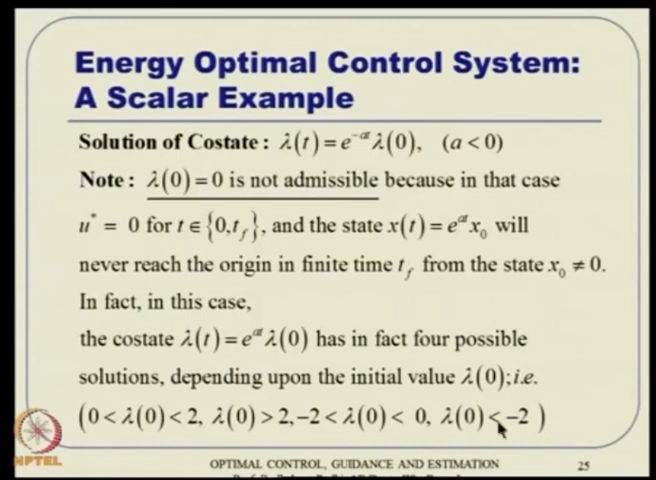 Energy Optimal Control System:
A Scalar Example
Solution of Costate : λ(t) = e^{-at} λ(0), (a < 0)
Note : λ(0) = 0 is not admissible because in that case
u* = 0 for t ∈ {0, t_f}, and the state x(t) = e^{at} x_0 will
never reach the origin in finite time t_f from the state x_0 ≠ 0.
In fact, in this case,
the costate λ(t) = e^{at} λ(0) has in fact four possible
solutions, depending upon the initial value λ(0); i.e.
(0 < λ(0) < 2, λ(0) > 2, -2 < λ(0) < 0, λ(0) < -2 )
NPTEL
OPTIMAL CONTROL, GUIDANCE AND ESTIMATION
25